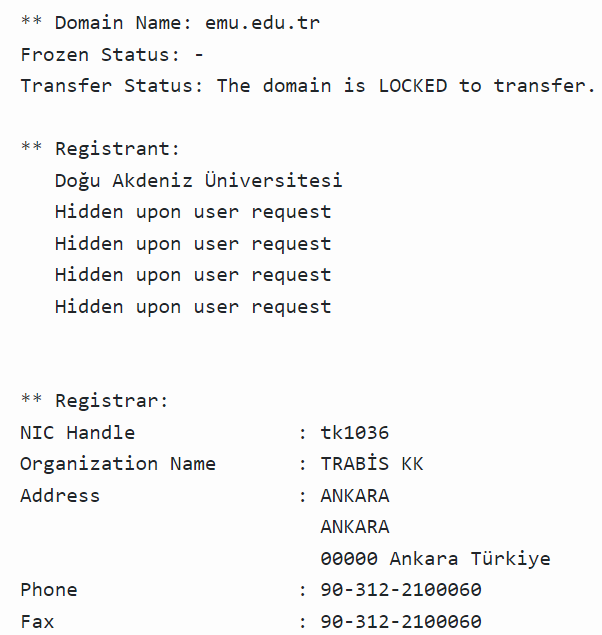 ** Domain Name: emu.edu.tr
Frozen Status: -
Transfer Status: The domain is LOCKED to transfer.
** Registrant:
Doğu Akdeniz Üniversitesi
Hidden upon user request
Hidden upon user request
Hidden upon user request
Hidden upon user request
** Registrar:
NIC Handle : tk1036
Organization Name : TRABİS KK
Address : ANKARA
ANKARA
00000 Ankara Türkiye
Phone : 90-312-2100060
Fax : 90-312-2100060